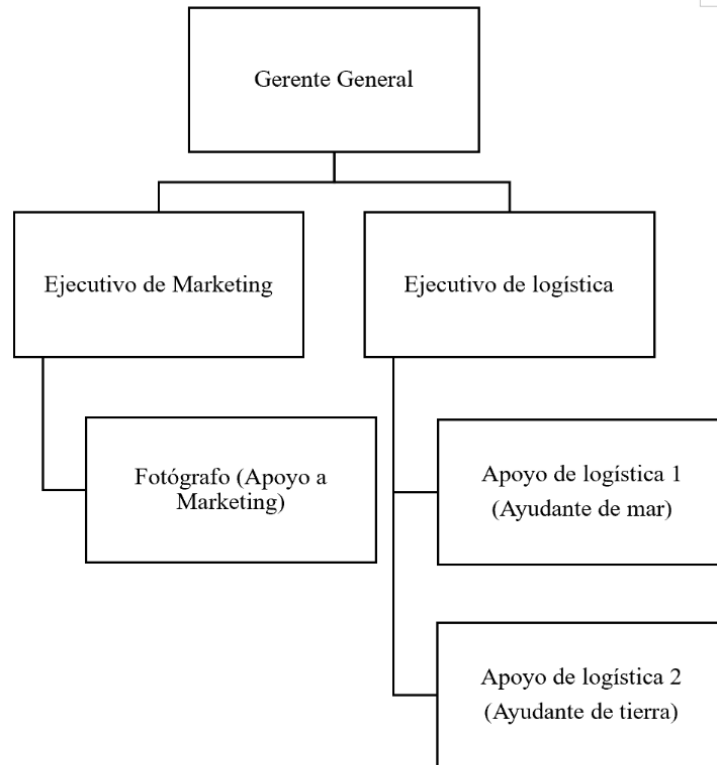 Gerente General
Ejecutivo de Marketing
Ejecutivo de logística
Fotógrafo (Apoyo a
Marketing)
Apoyo de logística 1
(Ayudante de mar)
Apoyo de logística 2
(Ayudante de tierra)